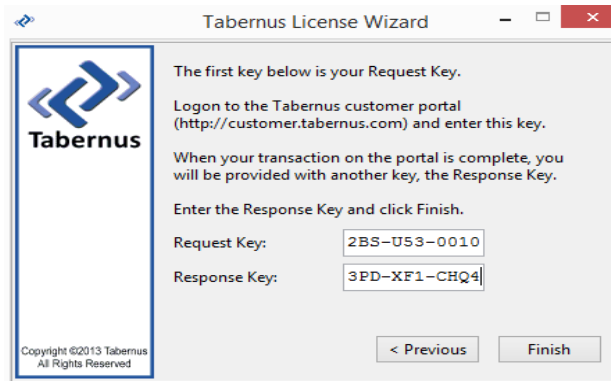 Tabernus License Wizard
Tabernus
The first key below is your Request Key.
Logon to the Tabernus customer portal
(http://customer.tabernus.com) and enter this key.
When your transaction on the portal is complete, you
will be provided with another key, the Response Key.
Enter the Response Key and click Finish.
Request Key: 2BS-U53-0010
Response Key: 3PD-XF1-CHQ4
Copyright ©2013 Tabernus
All Rights Reserved
< Previous Finish